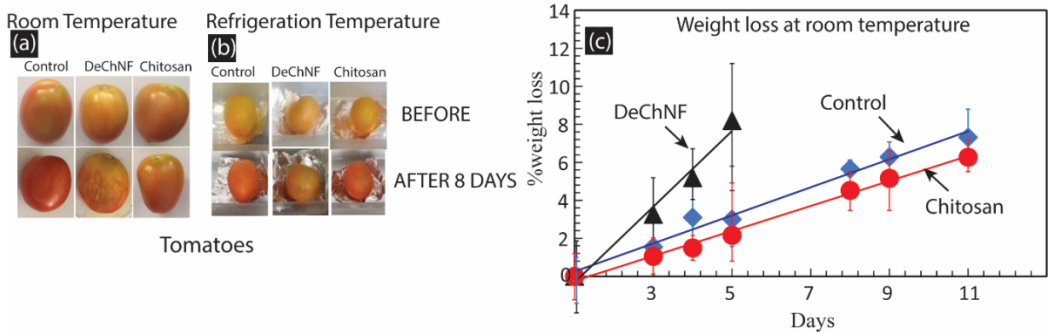 Room Temperature
(a)
Control DeChNF Chitosan
Refrigeration Temperature
(b)
Control DeChNF Chitosan
BEFORE
AFTER 8 DAYS
Tomatoes
(c)
Weight loss at room temperature
%weight loss
14
12
10
8
6
4
2
0
DeChNF
Control
Chitosan
3 5 7 9 11
Days